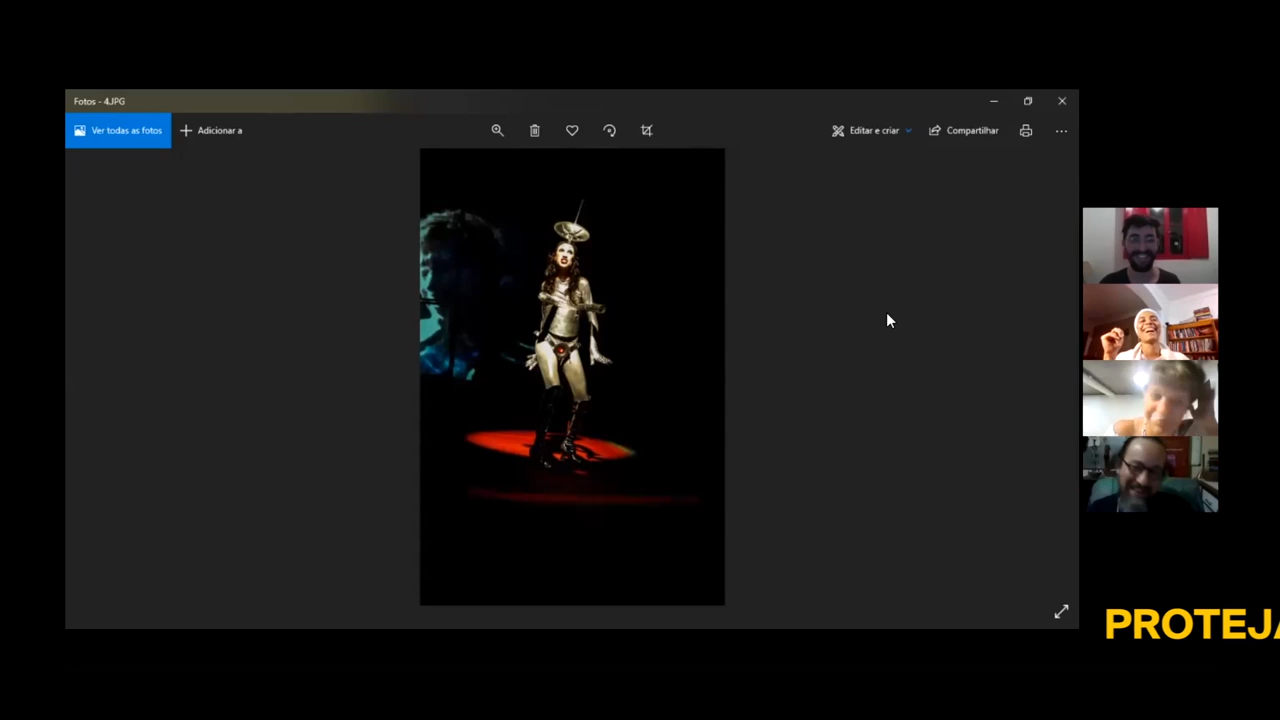 Fotos - 4.JPG
Ver todas as fotos
Adicionar a
Editar e criar
Compartilhar
PROTEJA